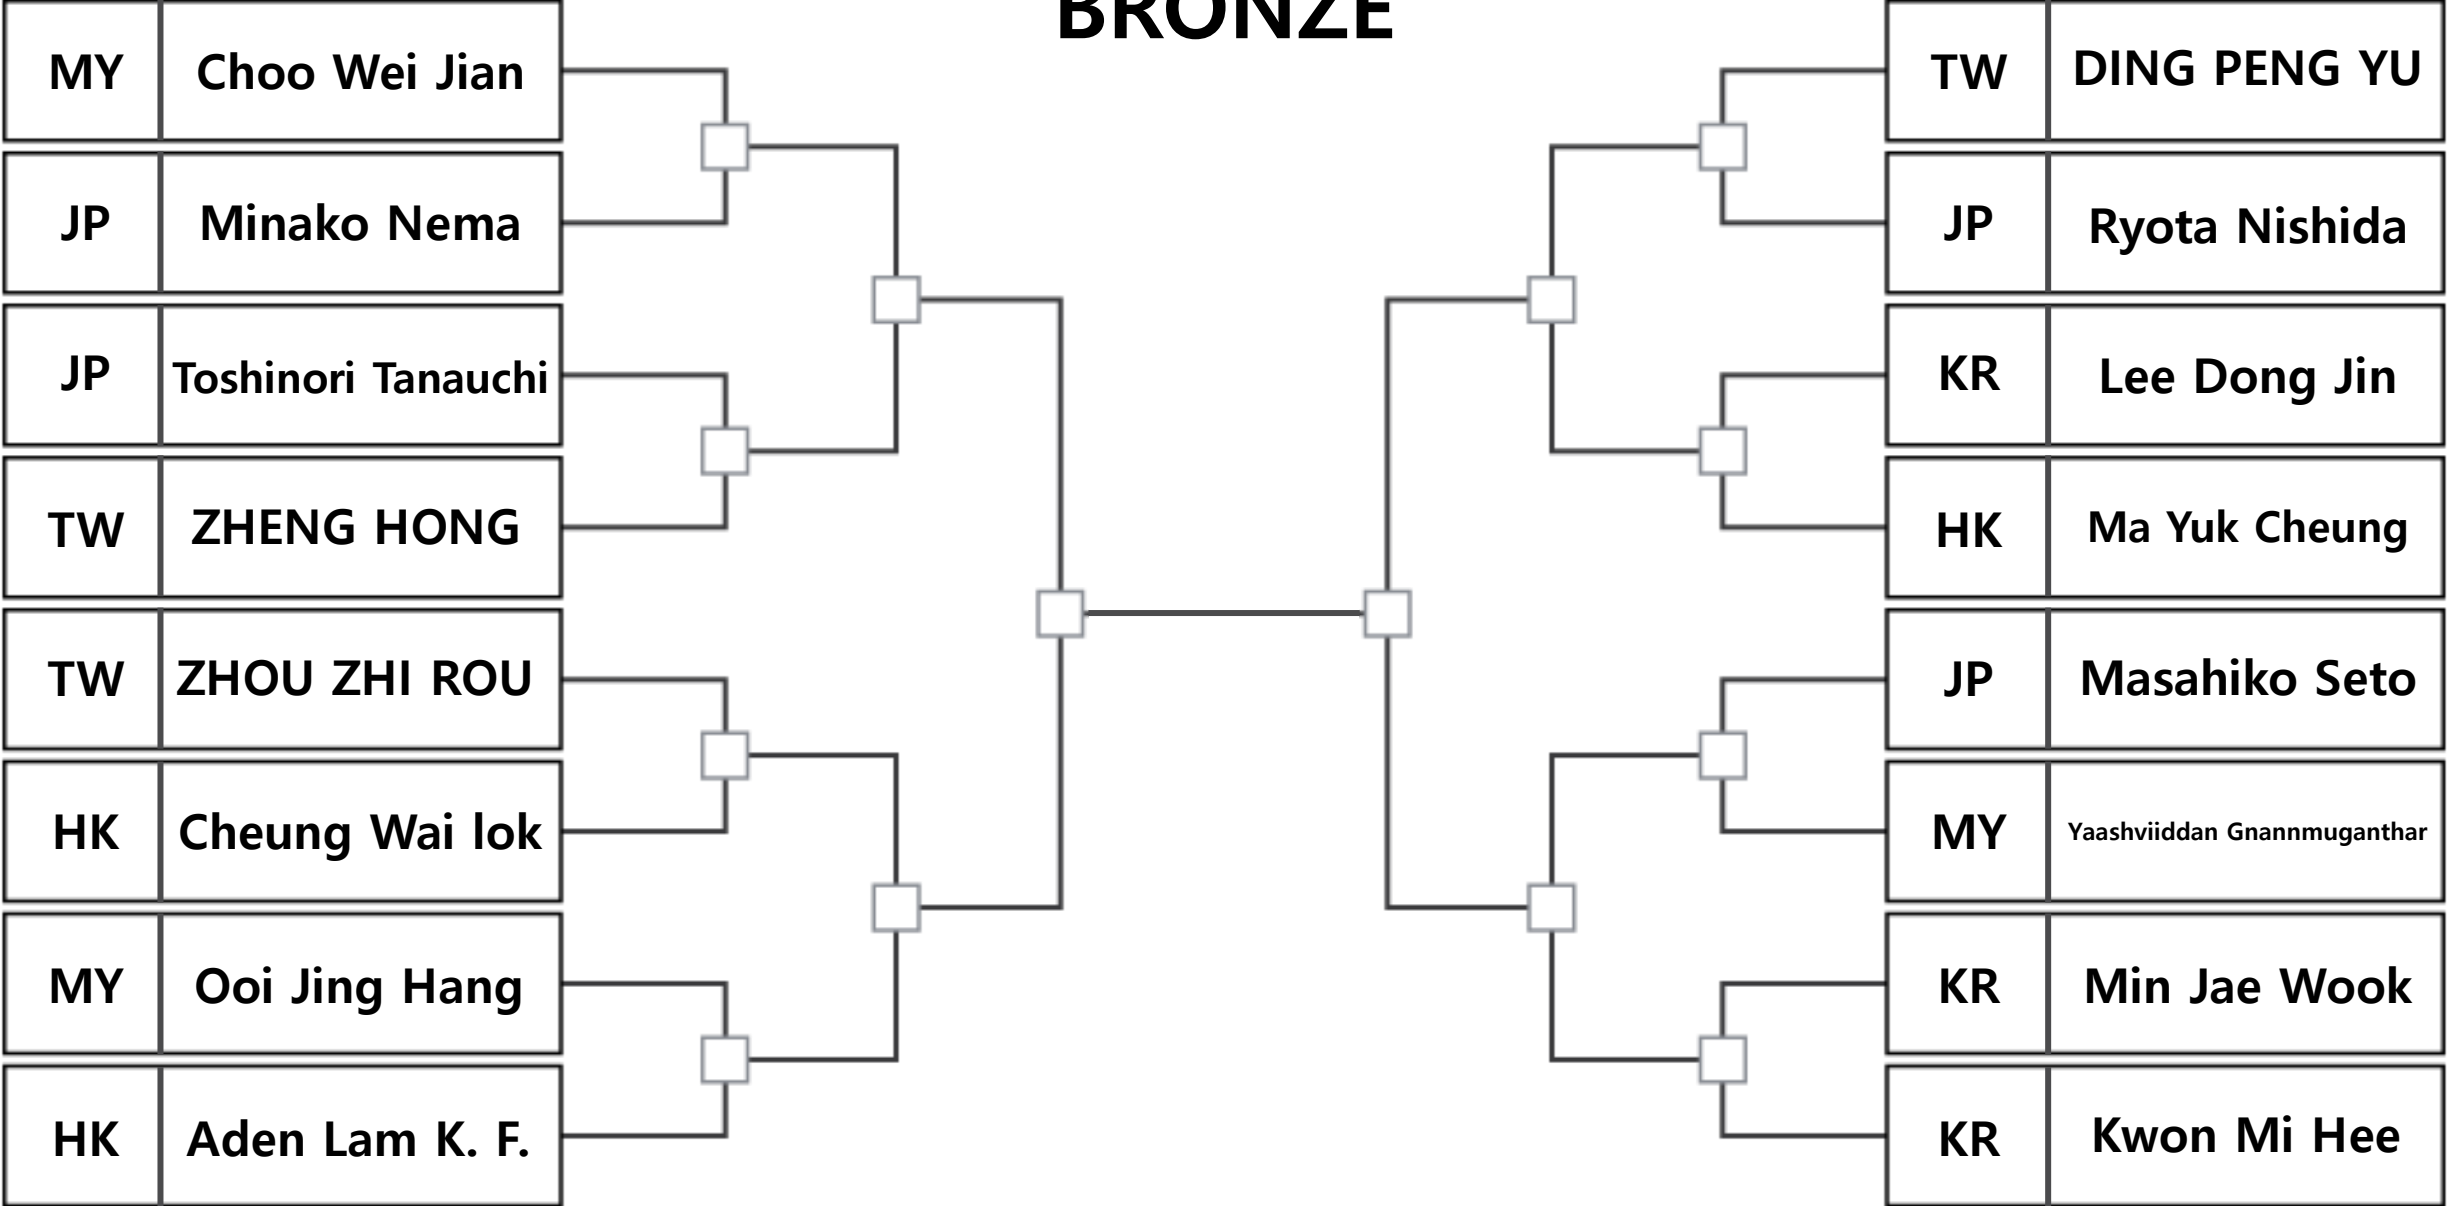 BRONZE
MY Choo Wei Jian
JP Minako Nema
JP Toshinori Tanauchi
TW ZHENG HONG
TW ZHOU ZHI ROU
HK Cheung Wai lok
MY Ooi Jing Hang
HK Aden Lam K. F.
TW DING PENG YU
JP Ryota Nishida
KR Lee Dong Jin
HK Ma Yuk Cheung
JP Masahiko Seto
MY Yaashviiddan Gnannmuganthar
KR Min Jae Wook
KR Kwon Mi Hee